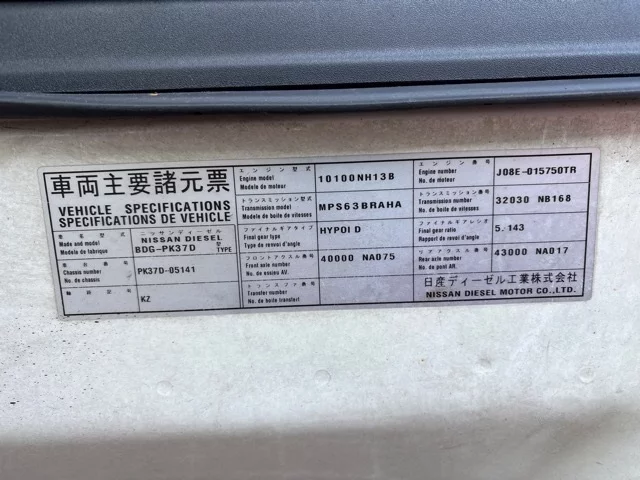 車両主要諸元票
VEHICLE SPECIFICATIONS
SPECIFICATIONS DE VEHICLE
車名型式
Make and model
Modele de fabrique
ニッサンディーゼル
NISSAN DIESEL
型
BDG-PK37D TYPE
車台番号
Chassis number
No. de chassis
PK37D-05141
KZ
エンジン型式
Engine model
Modele de moteur
10100NH13B
トランスミッション型式
Transmission model
Modele de boite de vitesses
MPS63BRAHA
ファイナルギアタイプ
Final gear type
Type de renvoi de angle
HYPOID
フロントアクスル番号
Front axle number
No. de essieu AV.
40000 NA075
トランスファ番号
Transfer number
No. de boite transfert
エンジン番号
Engine number
No. de moteur
J08E-015750TR
トランスミッション番号
Transmission number
No. de boite de vitesses
32030 NB168
ファイナルギアレシオ
Final gear ratio
Rapport de renvoi d'angle
5.143
リアアクスル番号
Rear axle number
No. de pont AR.
43000 NA017
日産ディーゼル工業株式会社
NISSAN DIESEL MOTOR CO.,LTD.